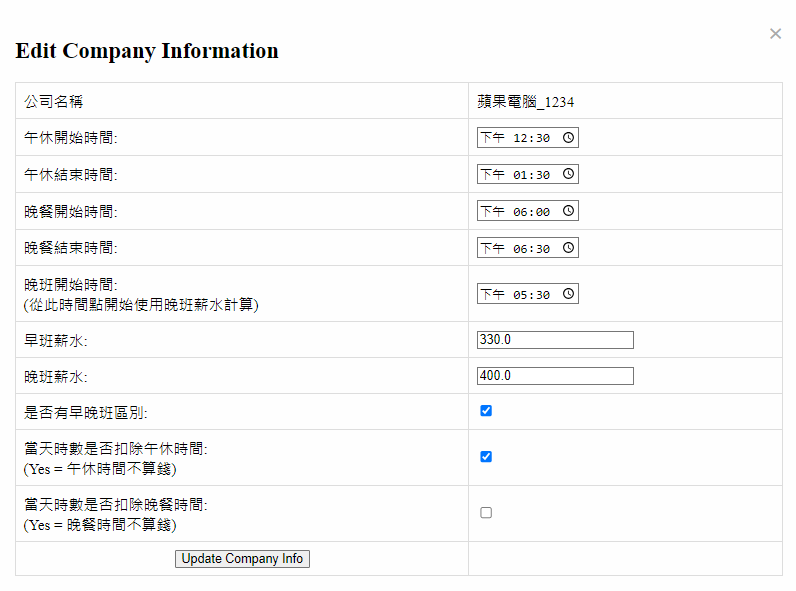 Edit Company Information
公司名稱 蘋果電腦_1234
午休開始時間: 下午 12:30
午休結束時間: 下午 01:30
晚餐開始時間: 下午 06:00
晚餐結束時間: 下午 06:30
晚班開始時間:
(從此時間點開始使用晚班薪水計算) 下午 05:30
早班薪水: 330.0
晚班薪水: 400.0
是否有早晚班區別:
當天時數是否扣除午休時間:
(Yes = 午休時間不算錢)
當天時數是否扣除晚餐時間:
(Yes = 晚餐時間不算錢)
Update Company Info